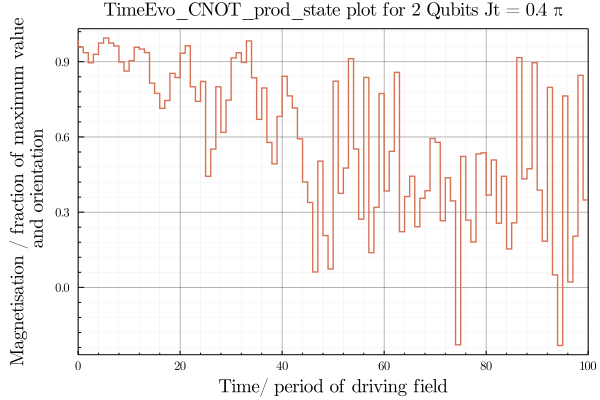 TimeEvo_CNOT_prod_state plot for 2 Qubits Jt = 0.4 π
Magnetisation / fraction of maximum value
and orientation
0.9
0.6
0.3
0.0
0 20 40 60 80 100
Time/ period of driving field